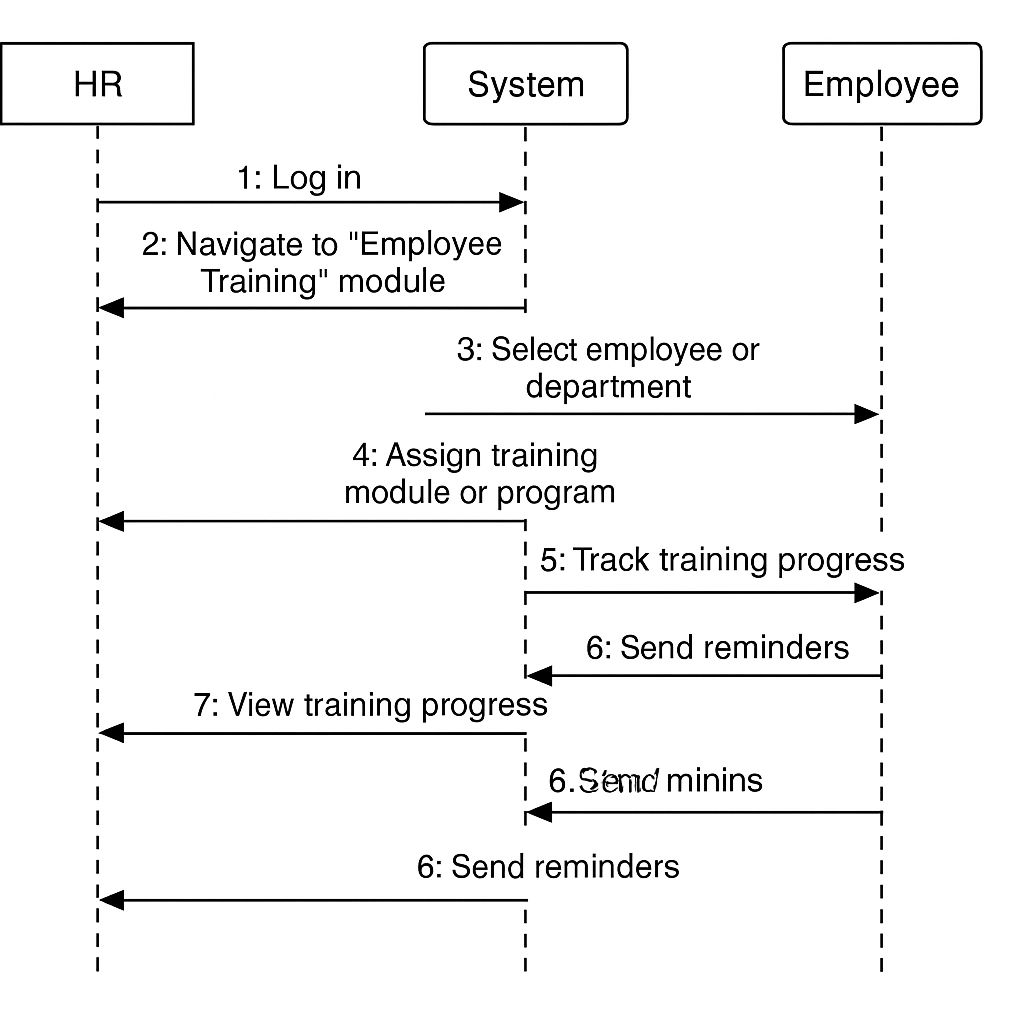 HR
System
Employee
1: Log in
2: Navigate to "Employee
Training" module
3: Select employee or
department
4: Assign training
module or program
5: Track training progress
6: Send reminders
7: View training progress
6. minins
6: Send reminders